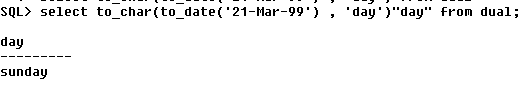 SQL> select to_char(to_date('21-Mar-99') , 'day')"day" from dual;
day
---------
sunday